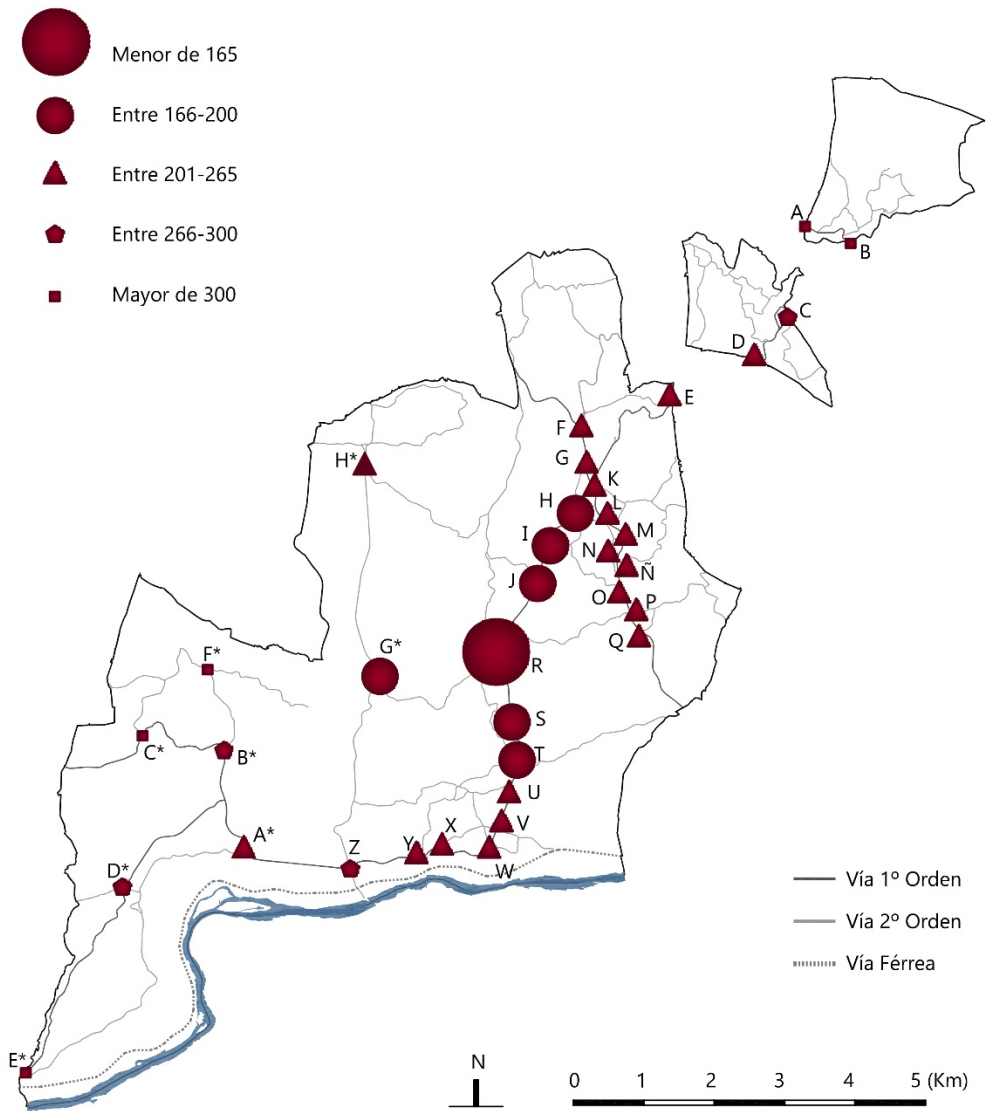 Menor de 165
Entre 166-200
Entre 201-265
Entre 266-300
Mayor de 300
A
B
C
D
E
F
G
H*
K
H
L
I
M
N
Ñ
J
O
P
Q
G*
R
F*
S
C*
B*
T
U
V
A*
X
Y
Z
W
D*
Vía 1º Orden
Vía 2º Orden
Vía Férrea
E*
N
0 1 2 3 4 5 (Km)